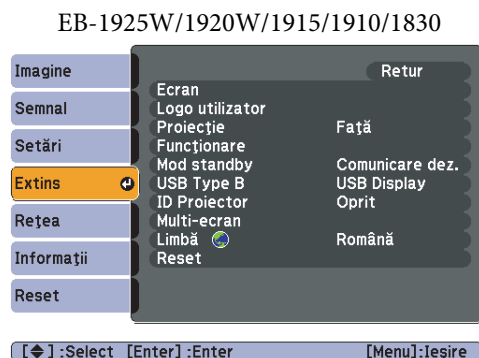 EB-1925W/1920W/1915/1910/1830
Imagine
Semnal
Setări
Extins
Reţea
Informaţii
Reset
Retur
Ecran
Logo utilizator
Proiecţie Faţă
Funcţionare
Mod standby Comunicare dez.
USB Type B USB Display
ID Proiector Oprit
Multi-ecran
Limbă Română
Reset
[◆] :Select [Enter] :Enter [Menu]:Iesire